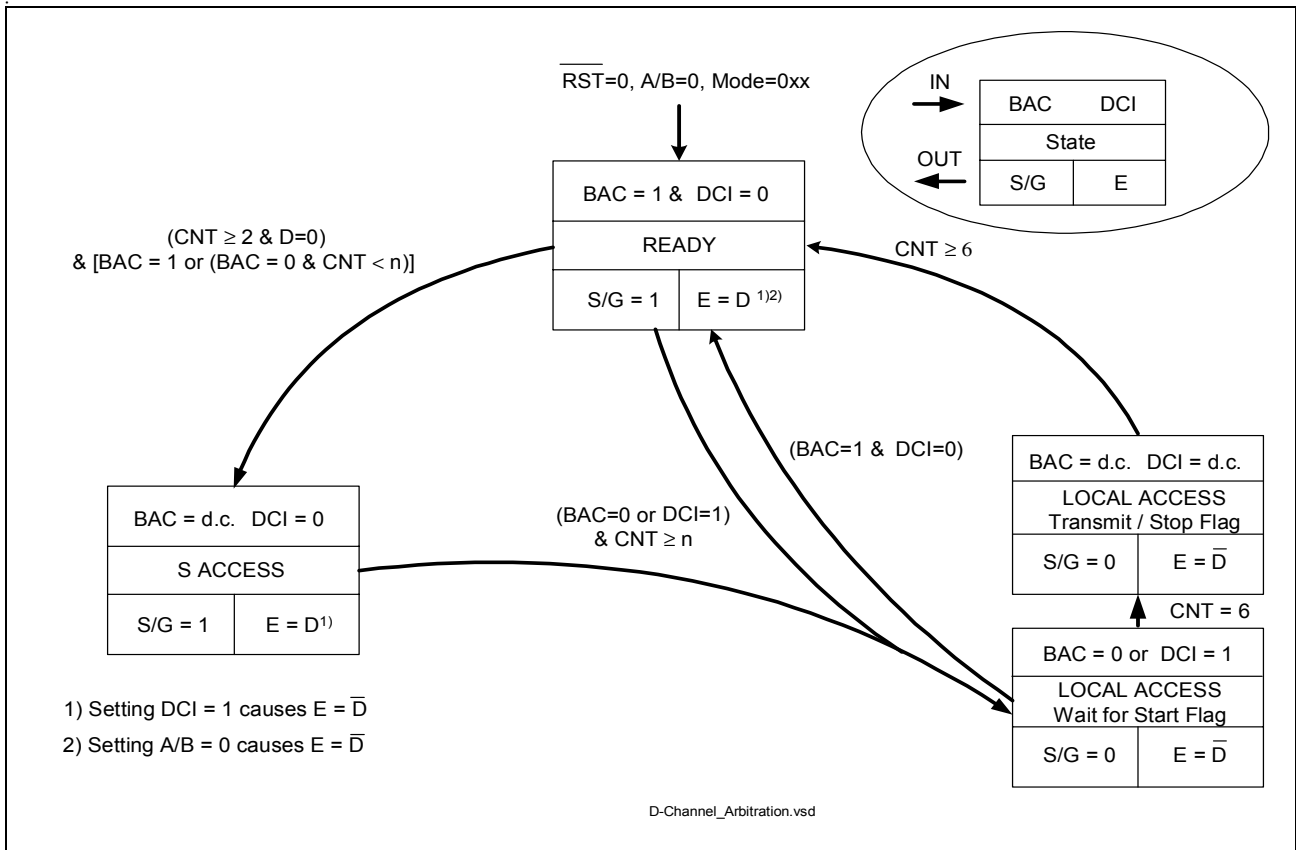 :
R̅S̅T̅=0, A/B=0, Mode=0xx
IN
BAC DCI
State
OUT
S/G E
BAC = 1 & DCI = 0
READY
S/G = 1 E = D 1)2)
(CNT ≥ 2 & D=0)
& [BAC = 1 or (BAC = 0 & CNT < n)]
CNT ≥ 6
(BAC=1 & DCI=0)
(BAC=0 or DCI=1)
& CNT ≥ n
BAC = d.c. DCI = 0
S ACCESS
S/G = 1 E = D1)
BAC = d.c. DCI = d.c.
LOCAL ACCESS
Transmit / Stop Flag
S/G = 0 E = D̅
CNT = 6
BAC = 0 or DCI = 1
LOCAL ACCESS
Wait for Start Flag
S/G = 0 E = D̅
1) Setting DCI = 1 causes E = D̅
2) Setting A/B = 0 causes E = D̅
D-Channel_Arbitration.vsd